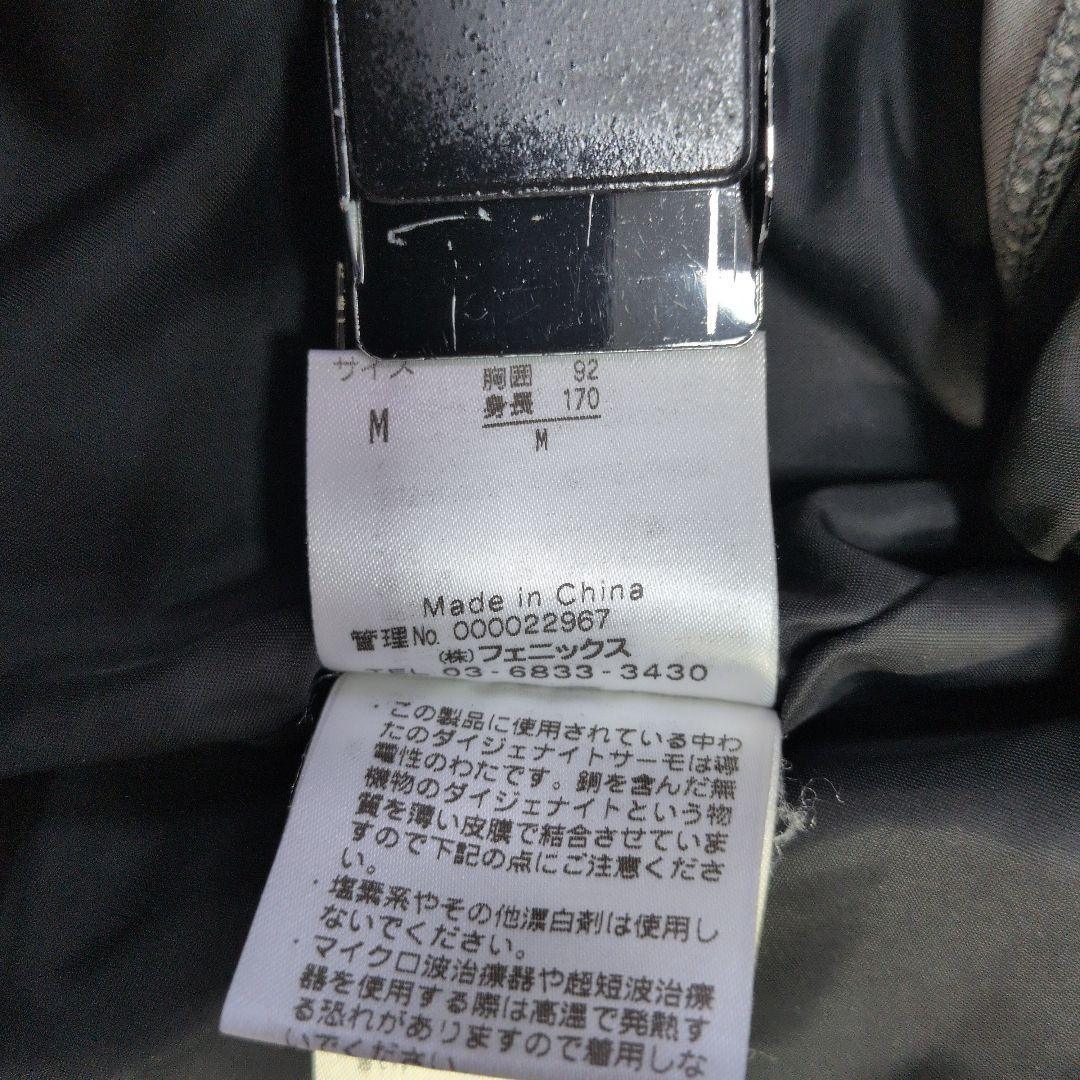 サイズ
胸囲 92
身長 170
M
M
Made in China
管理No. 000022967
(株)フェニックス
TEL 03-6833-3430
・この製品に使用されている中わ
たのダイジェナイトサーモは導
電性のわたです。銅を含んだ無
機物のダイジェナイトという物
質を薄い皮膜で結合させていま
すので下記の点にご注意くださ
い。
・塩素系やその他漂白剤は使用し
ないでください。
・マイクロ波治療器や超短波治療
器を使用する際は高温で発熱す
る恐れがありますので着用しな
いでください。